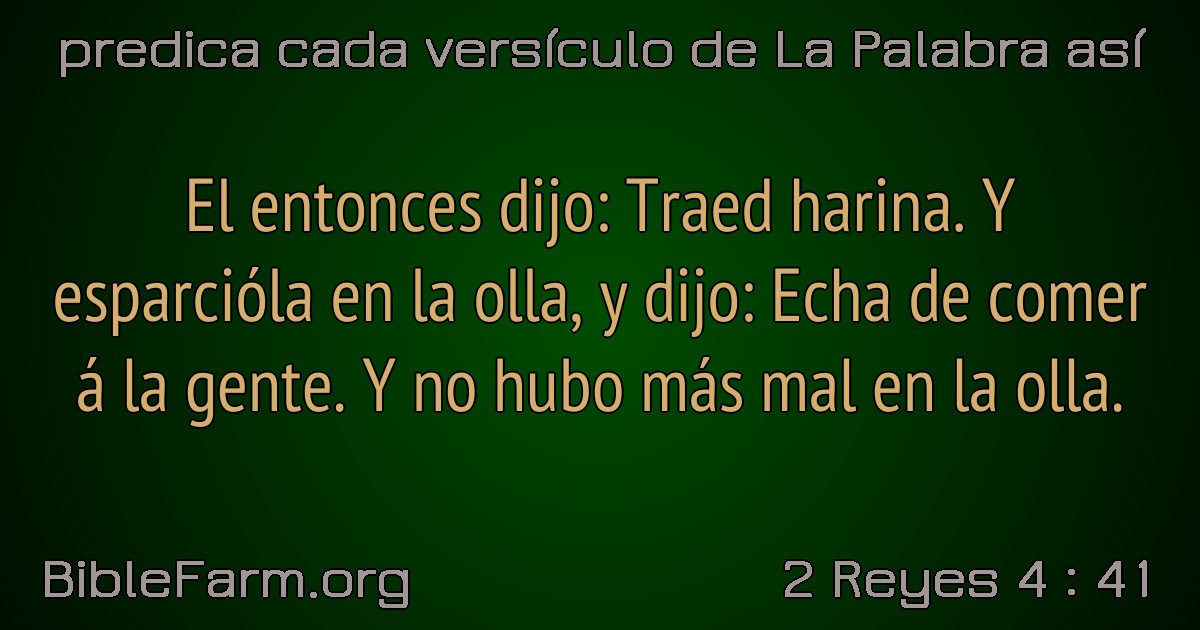 predica cada versículo de La Palabra así
El entonces dijo: Traed harina. Y
esparcióla en la olla, y dijo: Echa de comer
á la gente. Y no hubo más mal en la olla.
BibleFarm.org
2 Reyes 4 : 41